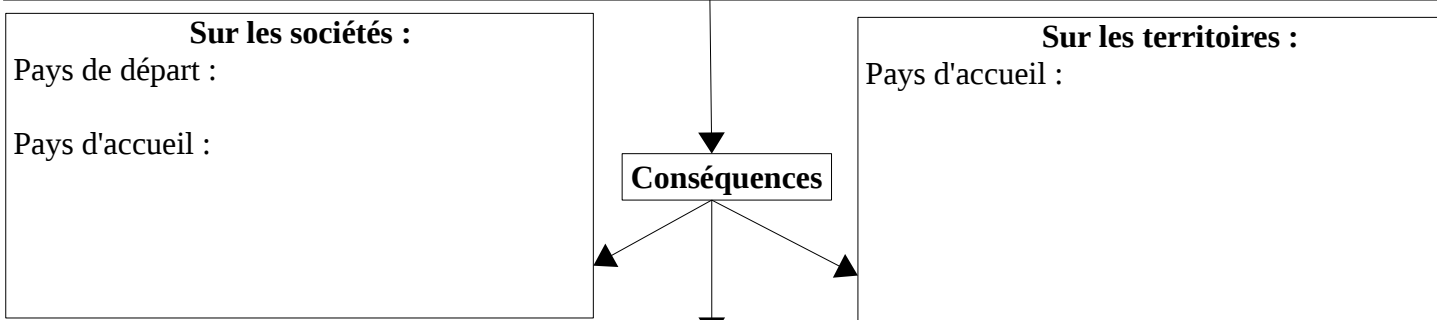 Sur les sociétés :
Pays de départ :
Pays d'accueil :
Conséquences
Sur les territoires :
Pays d'accueil :